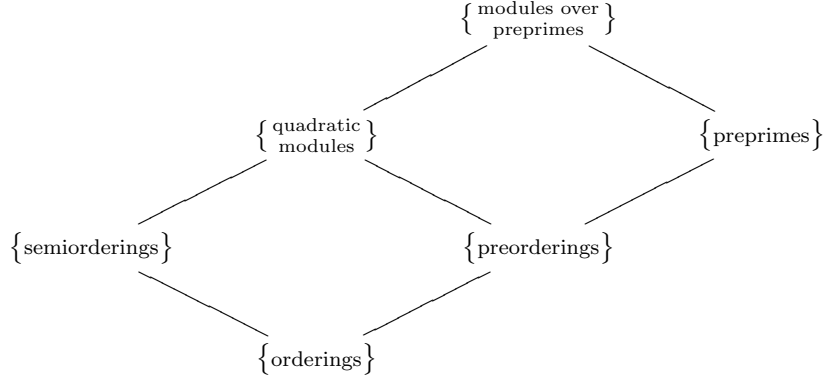 {modules over
preprimes}
{quadratic
modules}
{preprimes}
{semiorderings}
{preorderings}
{orderings}